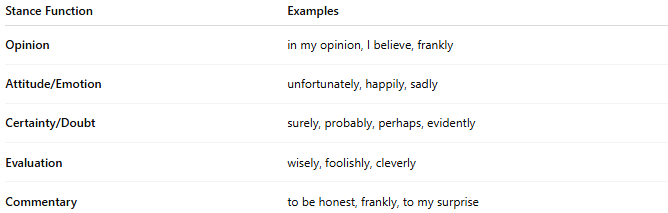 Stance Function Examples
Opinion in my opinion, I believe, frankly
Attitude/Emotion unfortunately, happily, sadly
Certainty/Doubt surely, probably, perhaps, evidently
Evaluation wisely, foolishly, cleverly
Commentary to be honest, frankly, to my surprise